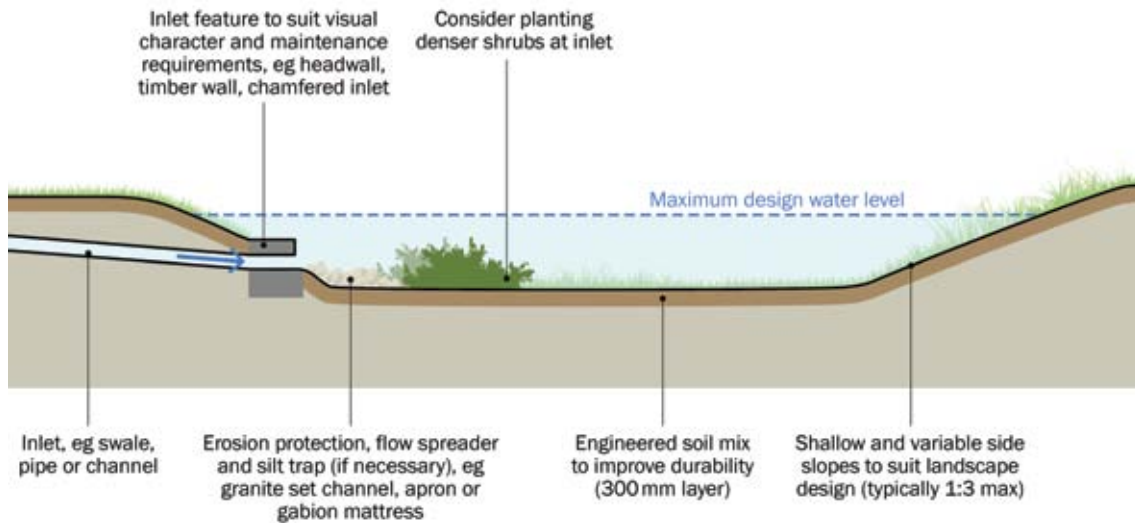 Inlet feature to suit visual
character and maintenance
requirements, eg headwall,
timber wall, chamfered inlet
Consider planting
denser shrubs at inlet
Maximum design water level
Inlet, eg swale,
pipe or channel
Erosion protection, flow spreader
and silt trap (if necessary), eg
granite set channel, apron or
gabion mattress
Engineered soil mix
to improve durability
(300 mm layer)
Shallow and variable side
slopes to suit landscape
design (typically 1:3 max)